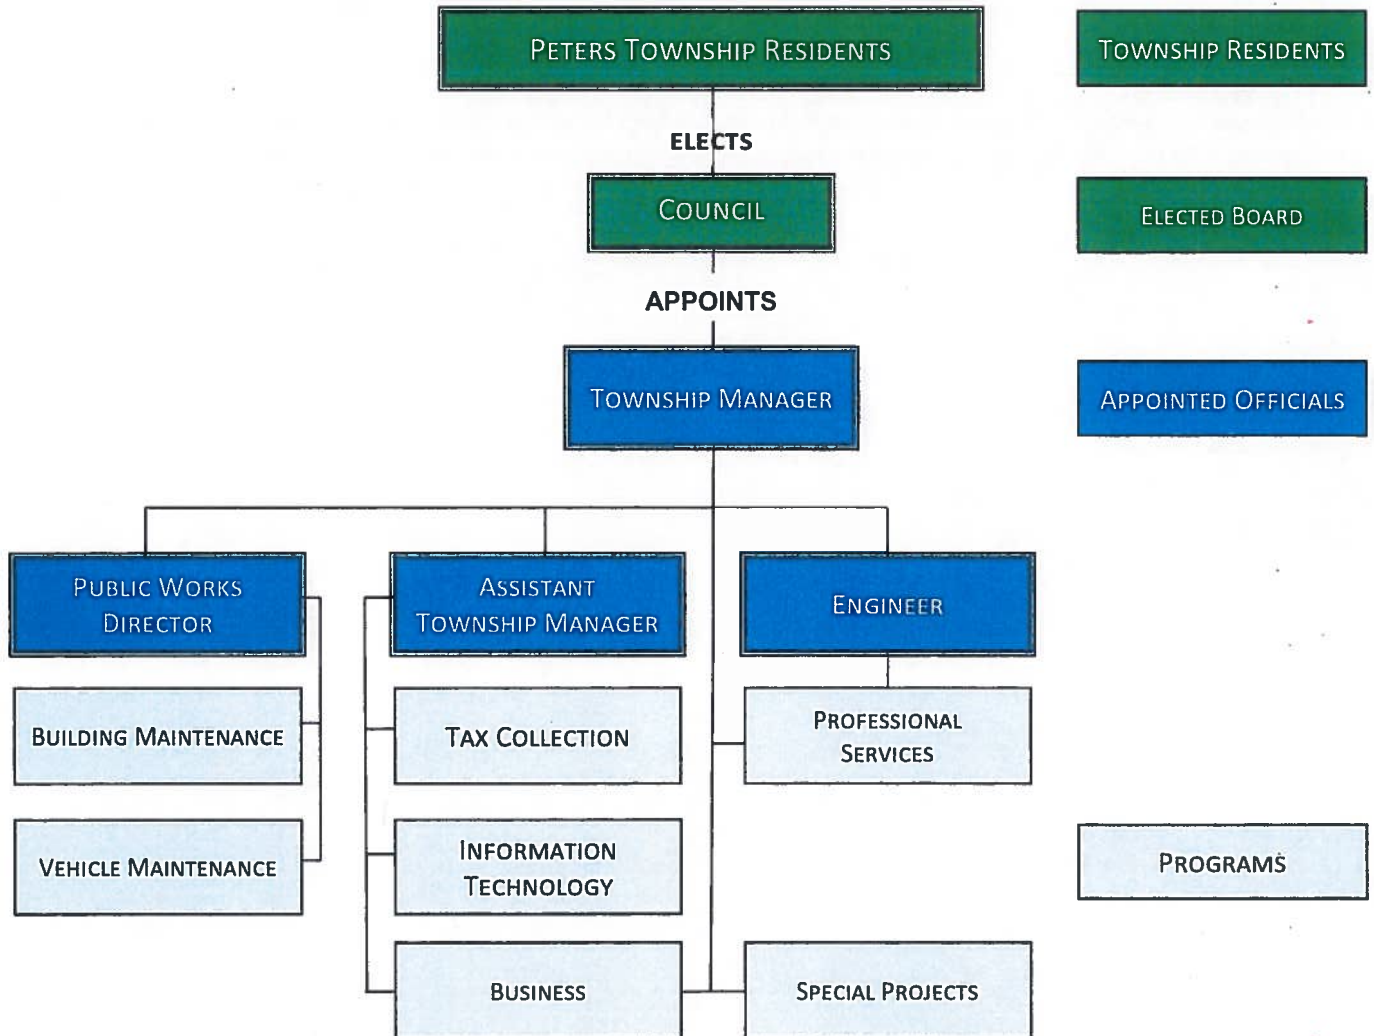 PETERS TOWNSHIP RESIDENTS
TOWNSHIP RESIDENTS
ELECTS
COUNCIL
ELECTED BOARD
APPOINTS
TOWNSHIP MANAGER
APPOINTED OFFICIALS
PUBLIC WORKS
DIRECTOR
ASSISTANT
TOWNSHIP MANAGER
ENGINEER
BUILDING MAINTENANCE
TAX COLLECTION
PROFESSIONAL
SERVICES
VEHICLE MAINTENANCE
INFORMATION
TECHNOLOGY
PROGRAMS
BUSINESS
SPECIAL PROJECTS